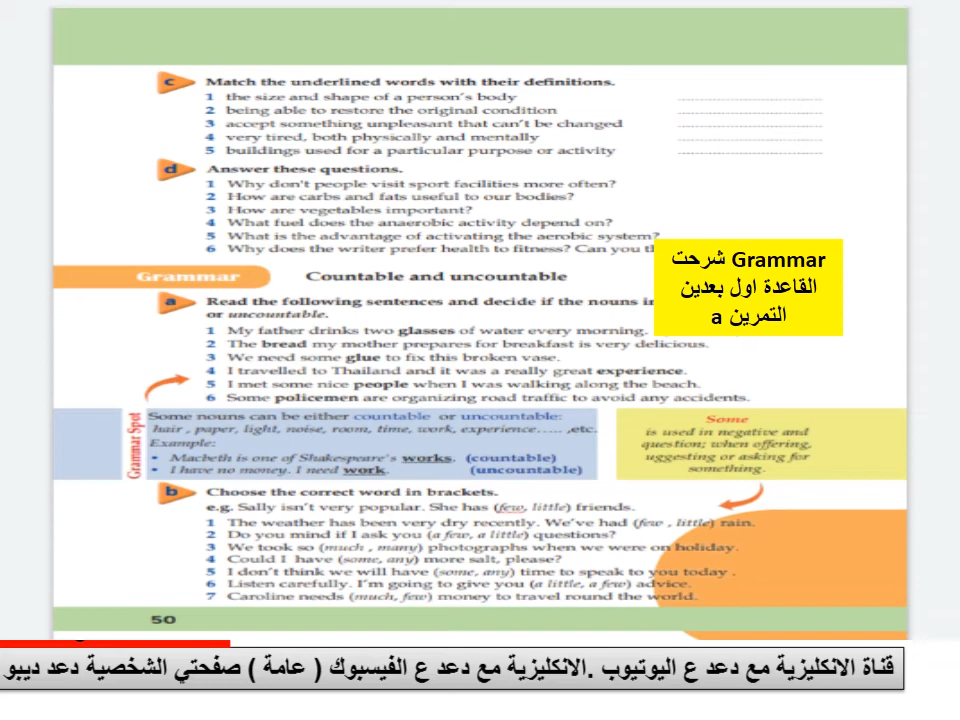 c Match the underlined words with their definitions.
1 the size and shape of a person's body
2 being able to restore the original condition
3 accept something unpleasant that can't be changed
4 very tired, both physically and mentally
5 buildings used for a particular purpose or activity
d Answer these questions.
1 Why don't people visit sport facilities more often?
2 How are carbs and fats useful to our bodies?
3 How are vegetables important?
4 What fuel does the anaerobic activity depend on?
5 What is the advantage of activating the aerobic system?
6 Why does the writer prefer health to fitness? Can you
Grammar شرحت
القاعدة اول بعدين
التمرين a
Grammar Countable and uncountable
a Read the following sentences and decide if the nouns in
or uncountable.
1 My father drinks two glasses of water every morning.
2 The bread my mother prepares for breakfast is very delicious.
3 We need some glue to fix this broken vase.
4 I travelled to Thailand and it was a really great experience.
5 I met some nice people when I was walking along the beach.
6 Some policemen are organizing road traffic to avoid any accidents.
Grammar Spot
Some nouns can be either countable or uncountable:
hair , paper, light, noise, room, time, work, experience..... ,etc.
Example:
• Macbeth is one of Shakespeare's works. (countable)
• I have no money. I need work. (uncountable)
Some
is used in negative and
question; when offering,
uggesting or asking for
something.
b Choose the correct word in brackets.
e.g. Sally isn't very popular. She has (few, little) friends.
1 The weather has been very dry recently. We've had (few , little) rain.
2 Do you mind if I ask you (a few, a little) questions?
3 We took so (much , many) photographs when we were on holiday.
4 Could I have (some, any) more salt, please?
5 I don't think we will have (some, any) time to speak to you today .
6 Listen carefully. I'm going to give you (a little, a few) advice.
7 Caroline needs (much, few) money to travel round the world.
50
قناة الانكليزية مع دعد ع اليوتيوب .الانكليزية مع دعد ع الفيسبوك ( عامة ) صفحتي الشخصية دعد ديبو